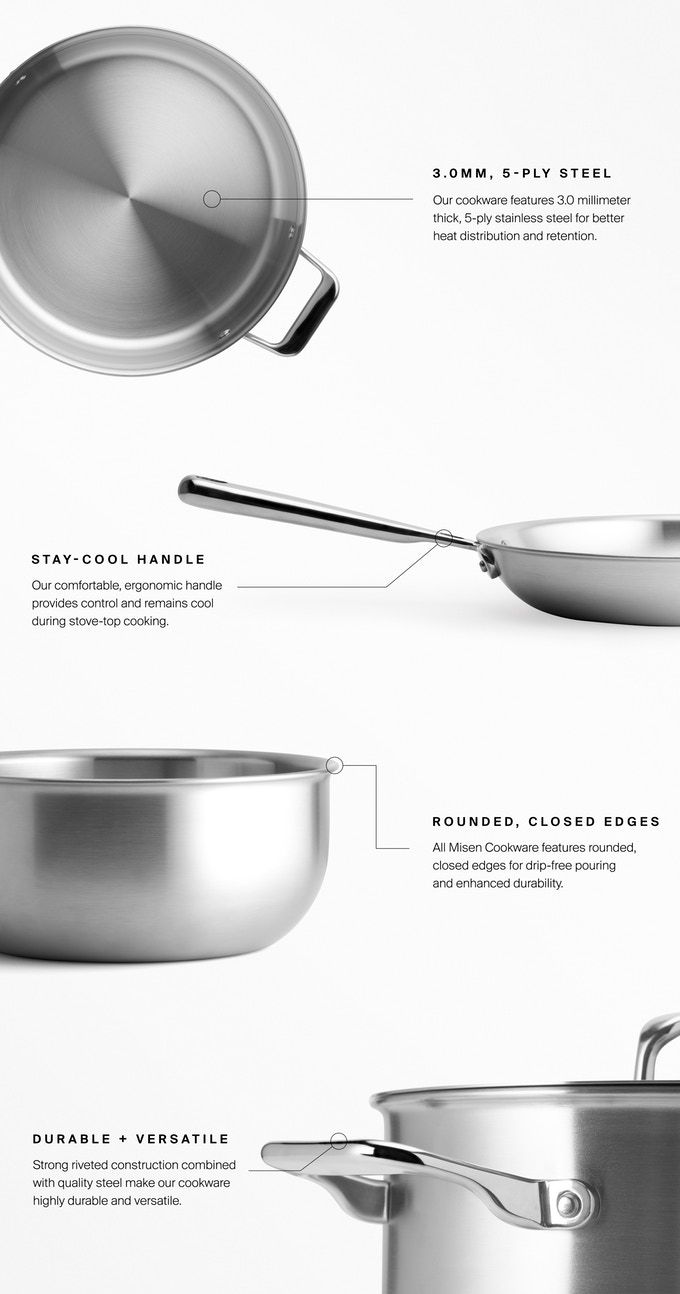 3.0MM, 5-PLY STEEL
Our cookware features 3.0 millimeter
thick, 5-ply stainless steel for better
heat distribution and retention.
STAY-COOL HANDLE
Our comfortable, ergonomic handle
provides control and remains cool
during stove-top cooking.
ROUNDED, CLOSED EDGES
All Misen Cookware features rounded,
closed edges for drip-free pouring
and enhanced durability.
DURABLE + VERSATILE
Strong riveted construction combined
with quality steel make our cookware
highly durable and versatile.